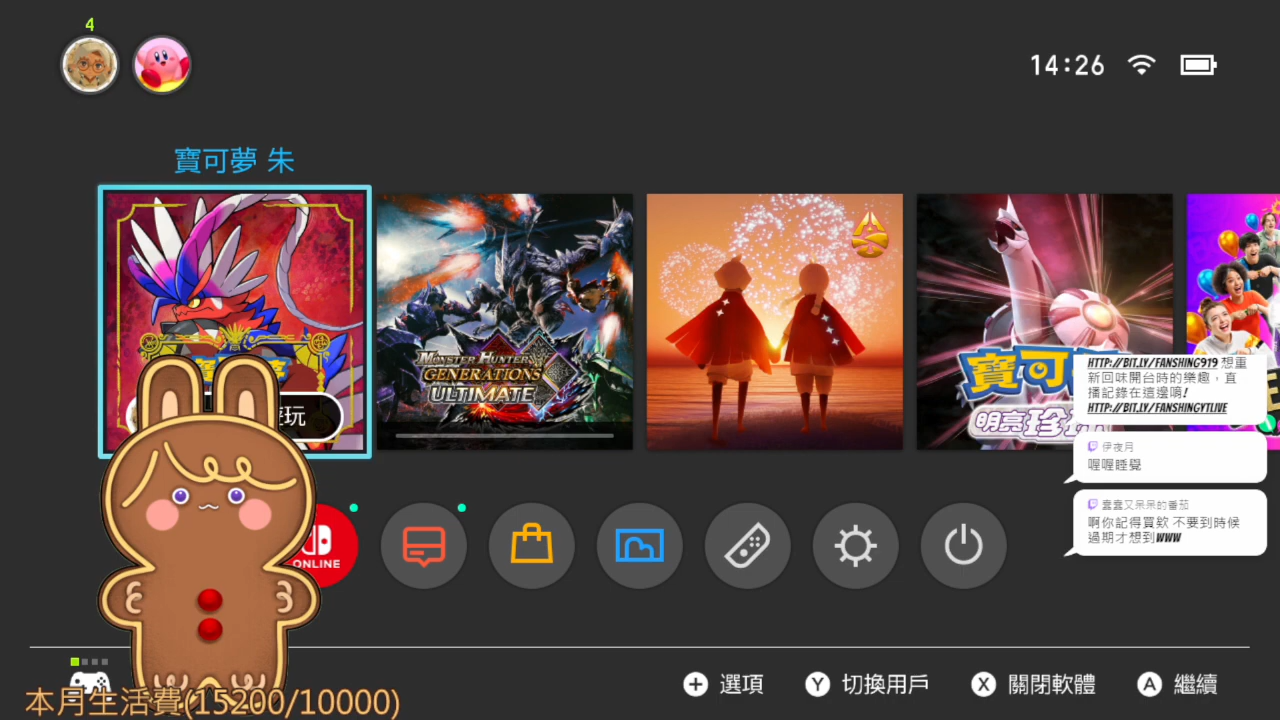 4
14:26
寶可夢 朱
MONSTER HUNTER
GENERATIONS
ULTIMATE
寶可
明亮珍
遊玩
HTTP://BIT.LY/FANSHING919 想重
新回味開台時的樂趣，直
播記錄在這邊唷!
HTTP://BIT.LY/FANSHINGYTLIVE
伊夜月
喔喔睡覺
蠢蠢又呆呆的番茄
啊你記得買欸 不要到時候
過期才想到WWW
ONLINE
本月生活費(15200/10000)
+ 選項
Y 切換用戶
X 關閉軟體
A 繼續